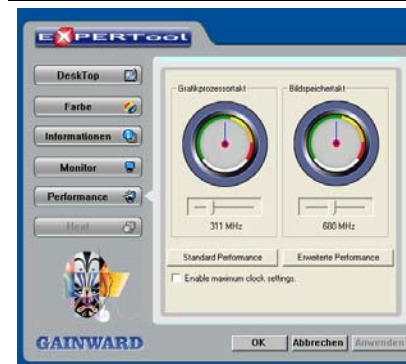 EXPERTool
DeskTop
Farbe
Informationen
Monitor
Performance
Heat
GAINWARD
Grafikprozessortakt
311 MHz
Standard Performance
Bildspeichertakt
680 MHz
Erweiterte Performance
Enable maximum clock settings.
OK
Abbrechen
Anwenden